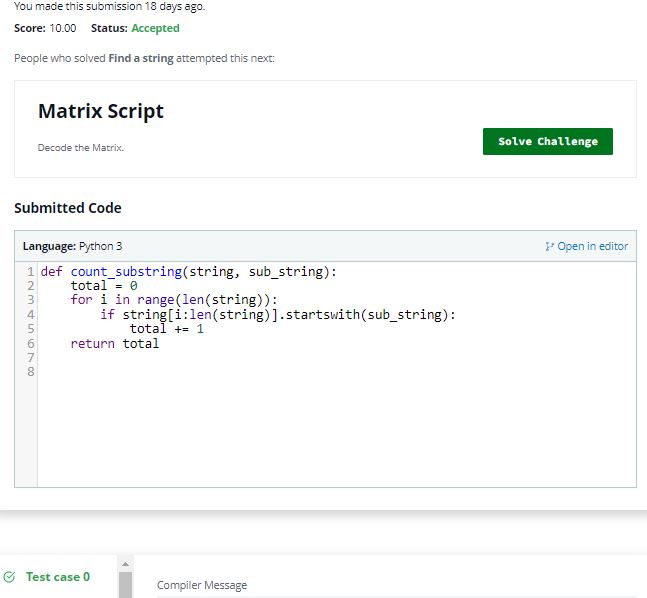 You made this submission 18 days ago.
Score: 10.00 Status: Accepted
People who solved Find a string attempted this next:
Matrix Script
Decode the Matrix.
Solve Challenge
Submitted Code
Language: Python 3
Open in editor
1 def count_substring(string, sub_string):
2     total = 0
3     for i in range(len(string)):
4         if string[i:len(string)].startswith(sub_string):
5             total += 1
6     return total
7
8
Test case 0
Compiler Message